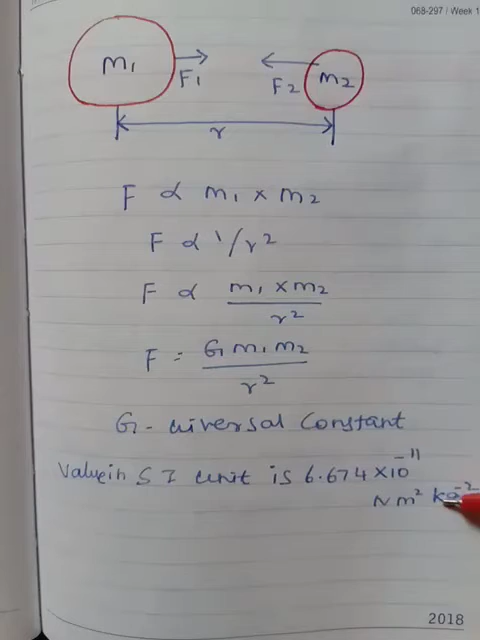 068-297 / Week 1
m₁ F₁ F₂ m₂
r
F ∝ m₁ × m₂
F ∝ 1/r²
F ∝ m₁ × m₂ / r²
F = G m₁ m₂ / r²
G - universal Constant
Value in S I unit is 6.674 × 10⁻¹¹
N m² kg⁻²
2018